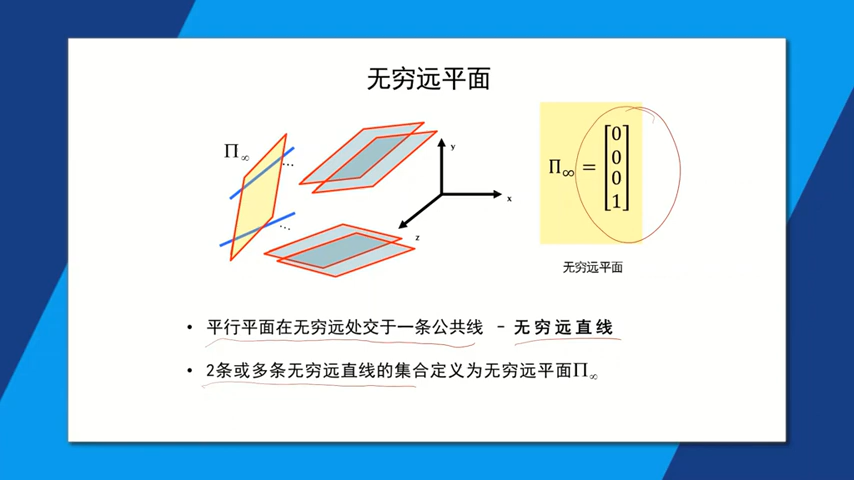 无穷远平面
Π∞
...
...
y
x
z
Π∞ = [0 0 0 1]
无穷远平面
• 平行平面在无穷远处交于一条公共线 - 无穷远直线
• 2条或多条无穷远直线的集合定义为无穷远平面Π∞